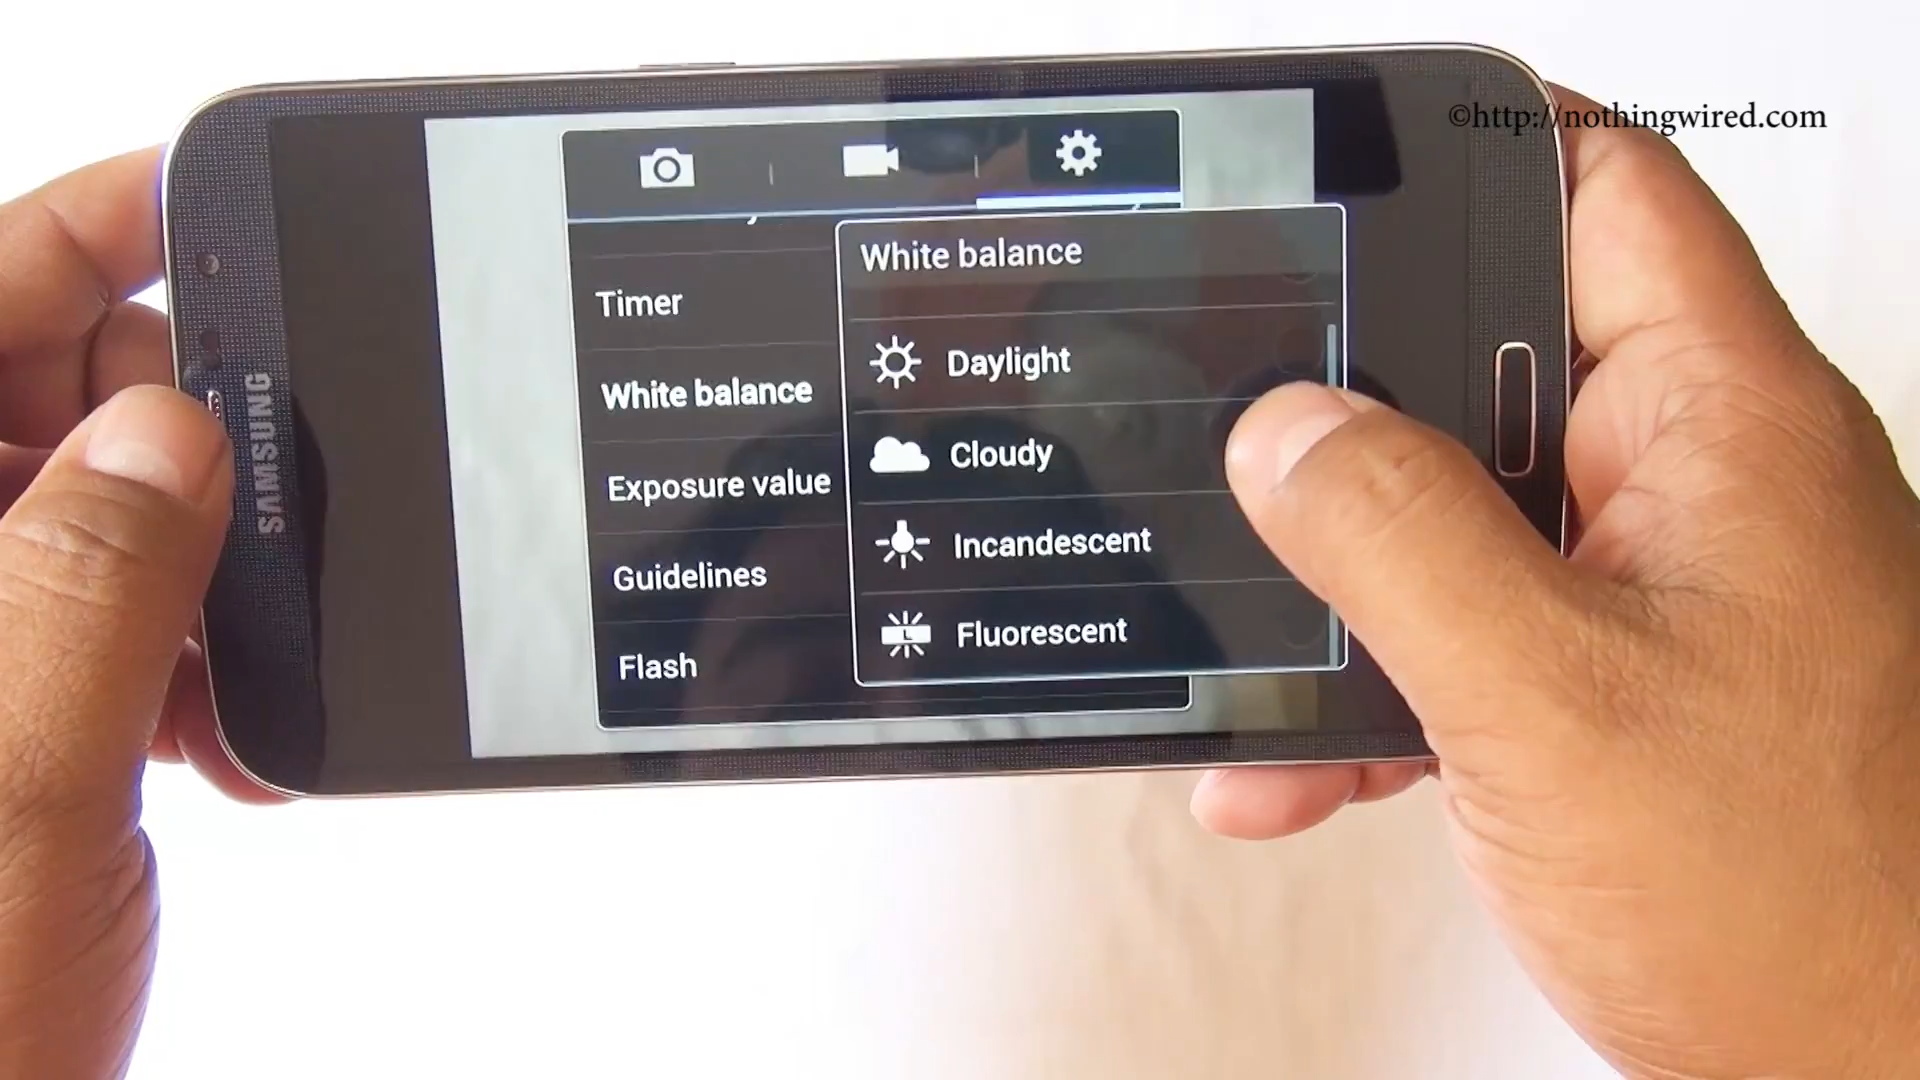 ©http://nothingwired.com
SAMSUNG
White balance
Timer
White balance
Exposure value
Guidelines
Flash
Daylight
Cloudy
Incandescent
Fluorescent